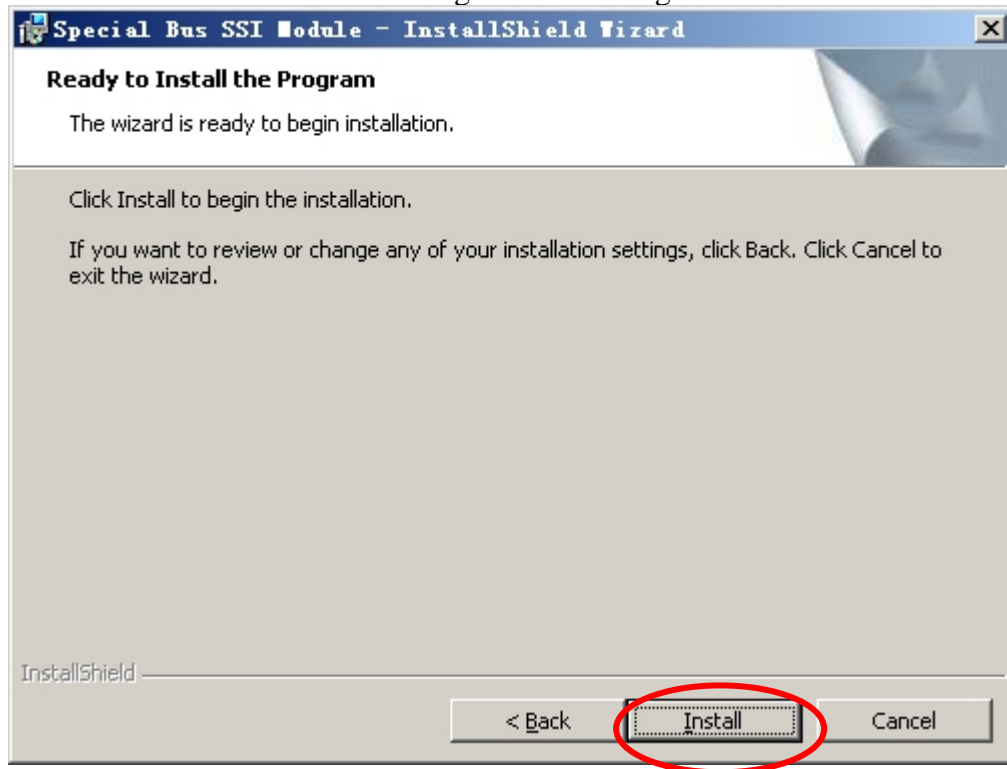 Special Bus SSI Module - InstallShield Wizard
Ready to Install the Program
The wizard is ready to begin installation.
Click Install to begin the installation.
If you want to review or change any of your installation settings, click Back. Click Cancel to
exit the wizard.
InstallShield
< Back
Install
Cancel